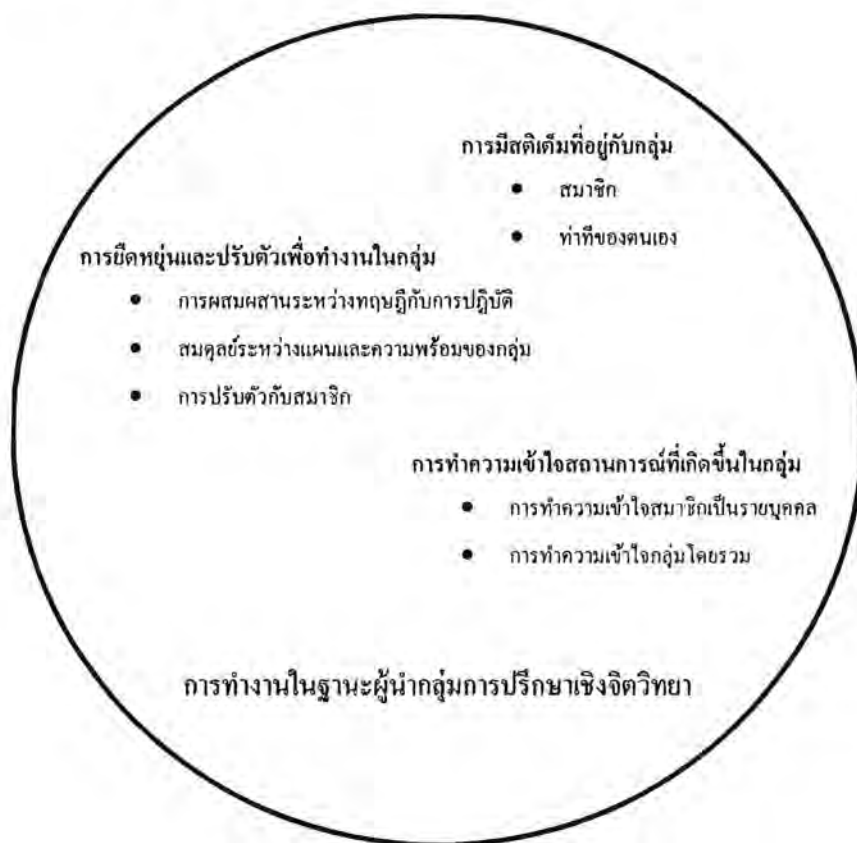 การมีสติเต็มที่อยู่กับกลุ่ม
• สมาชิก
• ท่าทีของตนเอง
การยืดหยุ่นและปรับตัวเพื่อทำงานในกลุ่ม
• การผสมผสานระหว่างทฤษฎีกับการปฏิบัติ
• สมดุลย์ระหว่างแผนและความพร้อมของกลุ่ม
• การปรับตัวกับสมาชิก
การทำความเข้าใจสถานการณ์ที่เกิดขึ้นในกลุ่ม
• การทำความเข้าใจสมาชิกเป็นรายบุคคล
• การทำความเข้าใจกลุ่มโดยรวม
การทำงานในฐานะผู้นำกลุ่มการปรึกษาเชิงจิตวิทยา